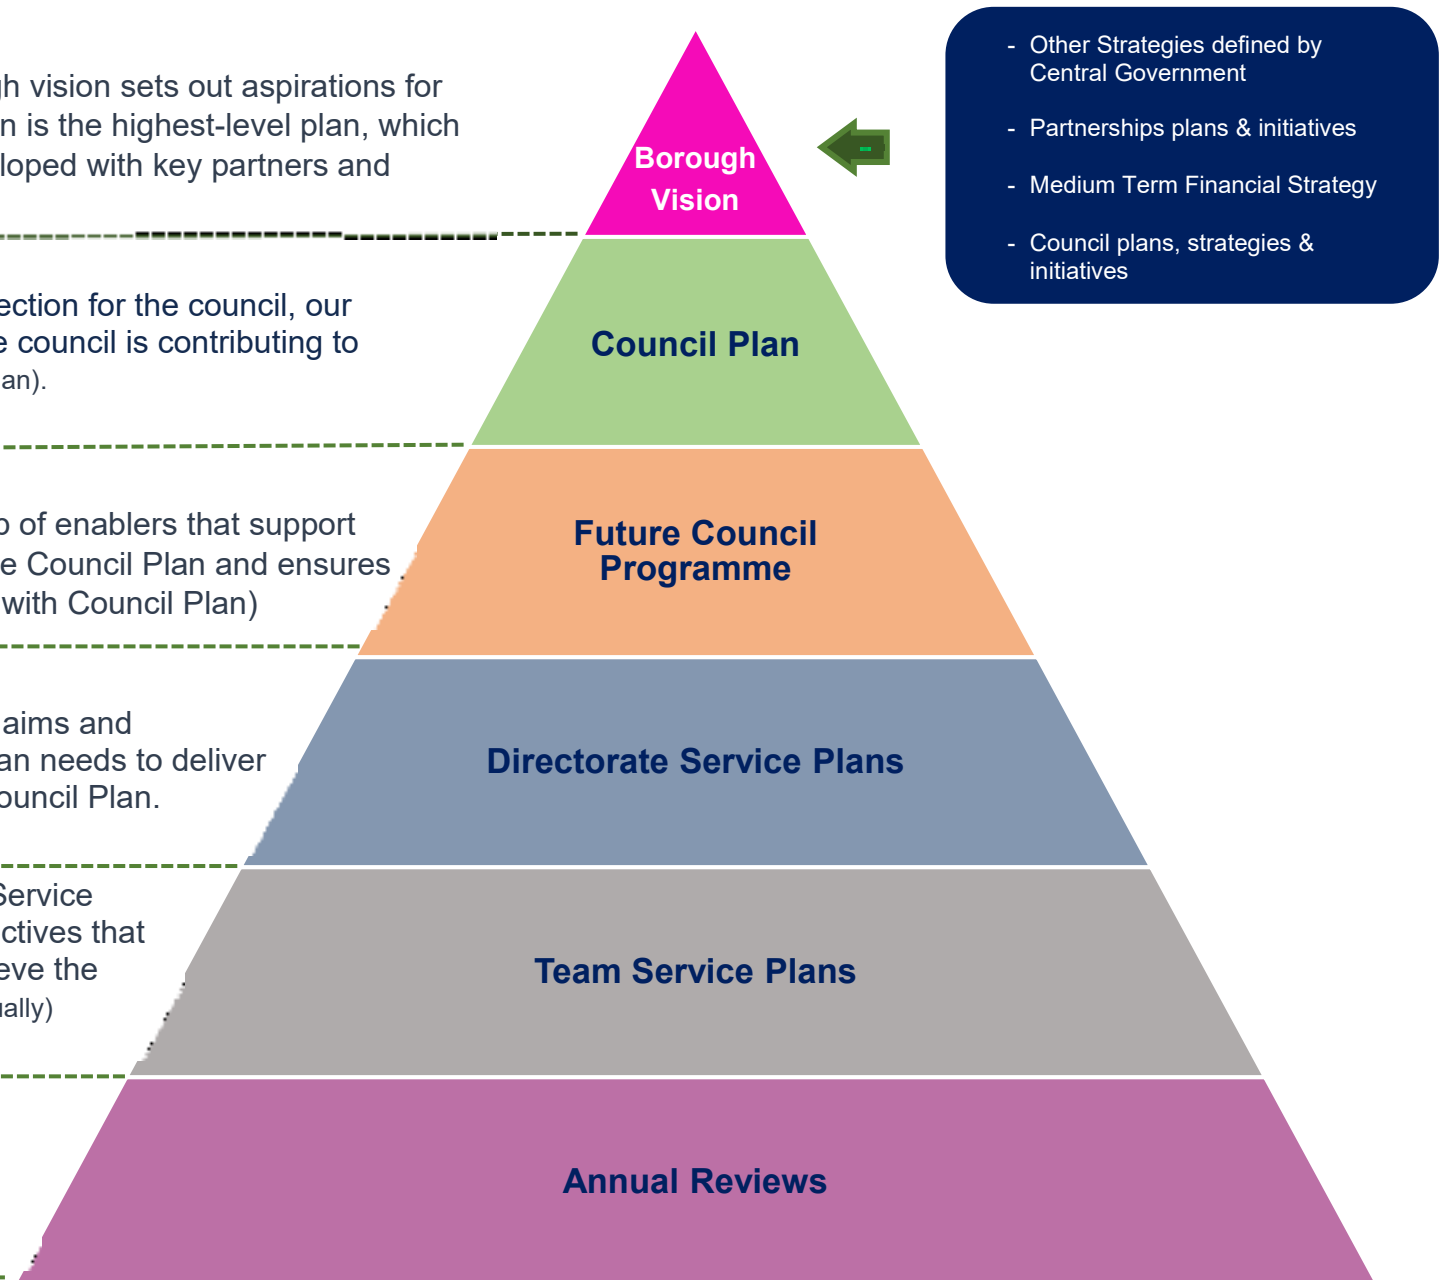 h vision sets out aspirations for
n is the highest-level plan, which
loped with key partners and
Borough
Vision
- Other Strategies defined by
Central Government
- Partnerships plans & initiatives
- Medium Term Financial Strategy
- Council plans, strategies &
initiatives
ection for the council, our
e council is contributing to
an).
Council Plan
of enablers that support
e Council Plan and ensures
with Council Plan)
Future Council
Programme
aims and
an needs to deliver
ouncil Plan.
Directorate Service Plans
Service
ctives that
eve the
ually)
Team Service Plans
Annual Reviews